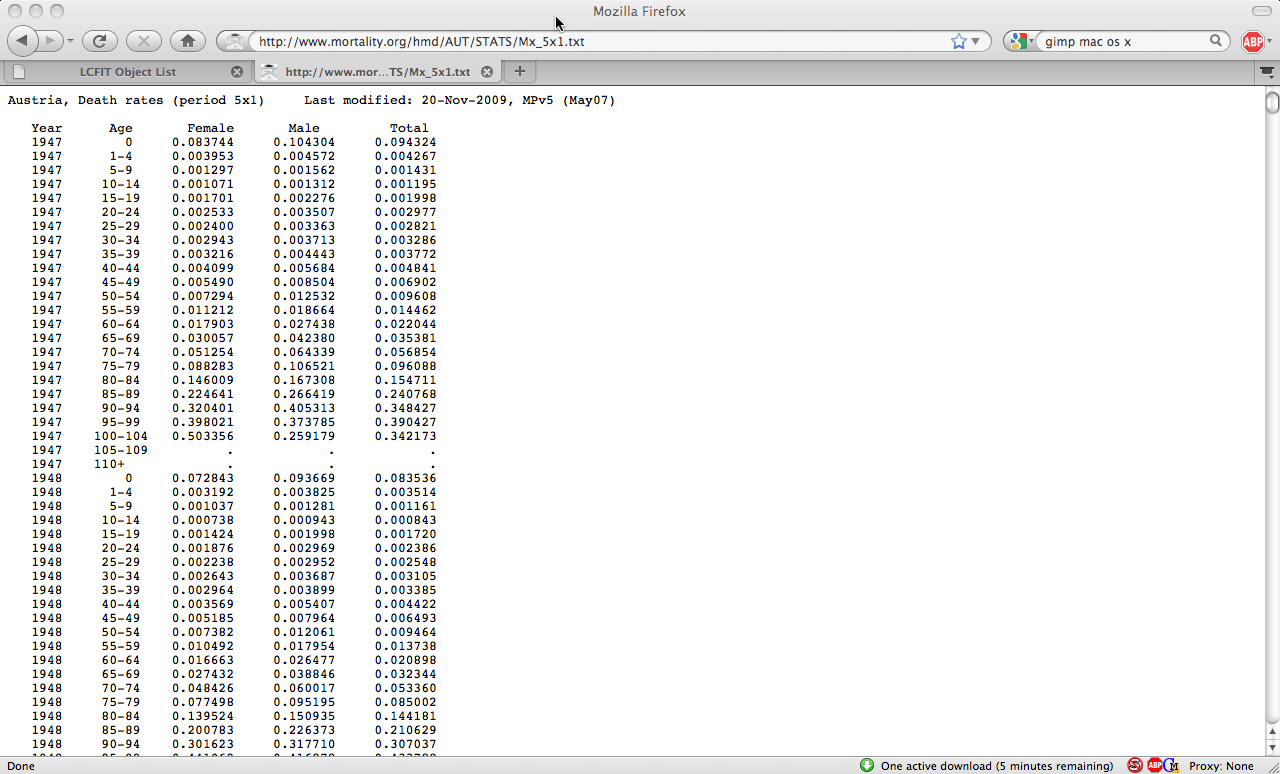 Mozilla Firefox
http://www.mortality.org/hmd/AUT/STATS/Mx_5x1.txt gimp mac os x ABP
LCFIT Object List http://www.mor...TS/Mx_5x1.txt
Austria, Death rates (period 5x1) Last modified: 20-Nov-2009, MPv5 (May07)
Year Age Female Male Total
1947 0 0.083744 0.104304 0.094324
1947 1-4 0.003953 0.004572 0.004267
1947 5-9 0.001297 0.001562 0.001431
1947 10-14 0.001071 0.001312 0.001195
1947 15-19 0.001701 0.002276 0.001998
1947 20-24 0.002533 0.003507 0.002977
1947 25-29 0.002400 0.003363 0.002821
1947 30-34 0.002943 0.003713 0.003286
1947 35-39 0.003216 0.004443 0.003772
1947 40-44 0.004099 0.005684 0.004841
1947 45-49 0.005490 0.008504 0.006902
1947 50-54 0.007294 0.012532 0.009608
1947 55-59 0.011212 0.018664 0.014462
1947 60-64 0.017903 0.027438 0.022044
1947 65-69 0.030057 0.042380 0.035381
1947 70-74 0.051254 0.064339 0.056854
1947 75-79 0.088283 0.106521 0.096088
1947 80-84 0.146009 0.167308 0.154711
1947 85-89 0.224641 0.266419 0.240768
1947 90-94 0.320401 0.405313 0.348427
1947 95-99 0.398021 0.373785 0.390427
1947 100-104 0.503356 0.259179 0.342173
1947 105-109 . . .
1947 110+ . . .
1948 0 0.072843 0.093669 0.083536
1948 1-4 0.003192 0.003825 0.003514
1948 5-9 0.001037 0.001281 0.001161
1948 10-14 0.000738 0.000943 0.000843
1948 15-19 0.001424 0.001998 0.001720
1948 20-24 0.001876 0.002969 0.002386
1948 25-29 0.002238 0.002952 0.002548
1948 30-34 0.002643 0.003687 0.003105
1948 35-39 0.002964 0.003899 0.003385
1948 40-44 0.003569 0.005407 0.004422
1948 45-49 0.005185 0.007964 0.006493
1948 50-54 0.007382 0.012061 0.009464
1948 55-59 0.010492 0.017954 0.013738
1948 60-64 0.016663 0.026477 0.020898
1948 65-69 0.027432 0.038846 0.032344
1948 70-74 0.048426 0.060017 0.053360
1948 75-79 0.077498 0.095195 0.085002
1948 80-84 0.139524 0.150935 0.144181
1948 85-89 0.200783 0.226373 0.210629
1948 90-94 0.301623 0.317710 0.307037
Done One active download (5 minutes remaining) ABP Proxy: None